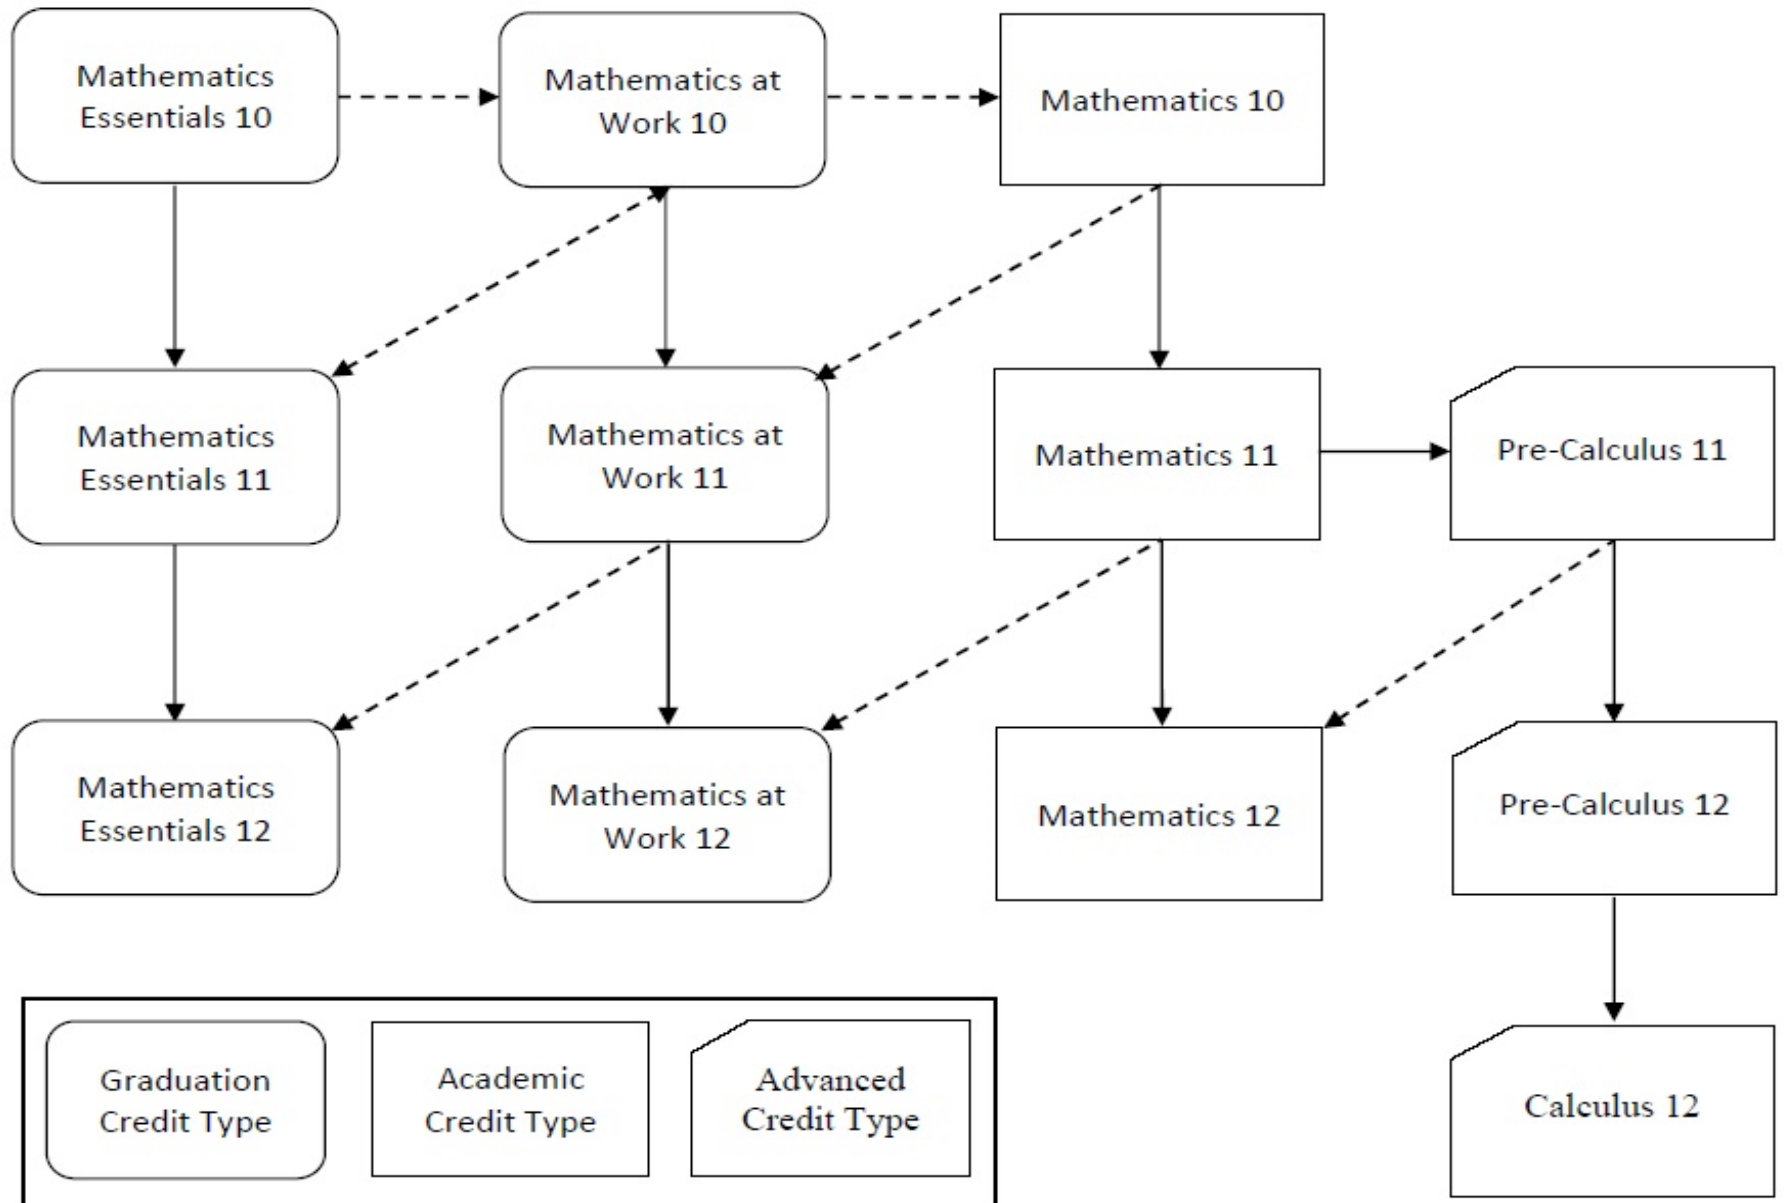 Mathematics
Essentials 10
Mathematics at
Work 10
Mathematics 10
Mathematics
Essentials 11
Mathematics at
Work 11
Mathematics 11
Pre-Calculus 11
Mathematics
Essentials 12
Mathematics at
Work 12
Mathematics 12
Pre-Calculus 12
Graduation
Credit Type
Academic
Credit Type
Advanced
Credit Type
Calculus 12